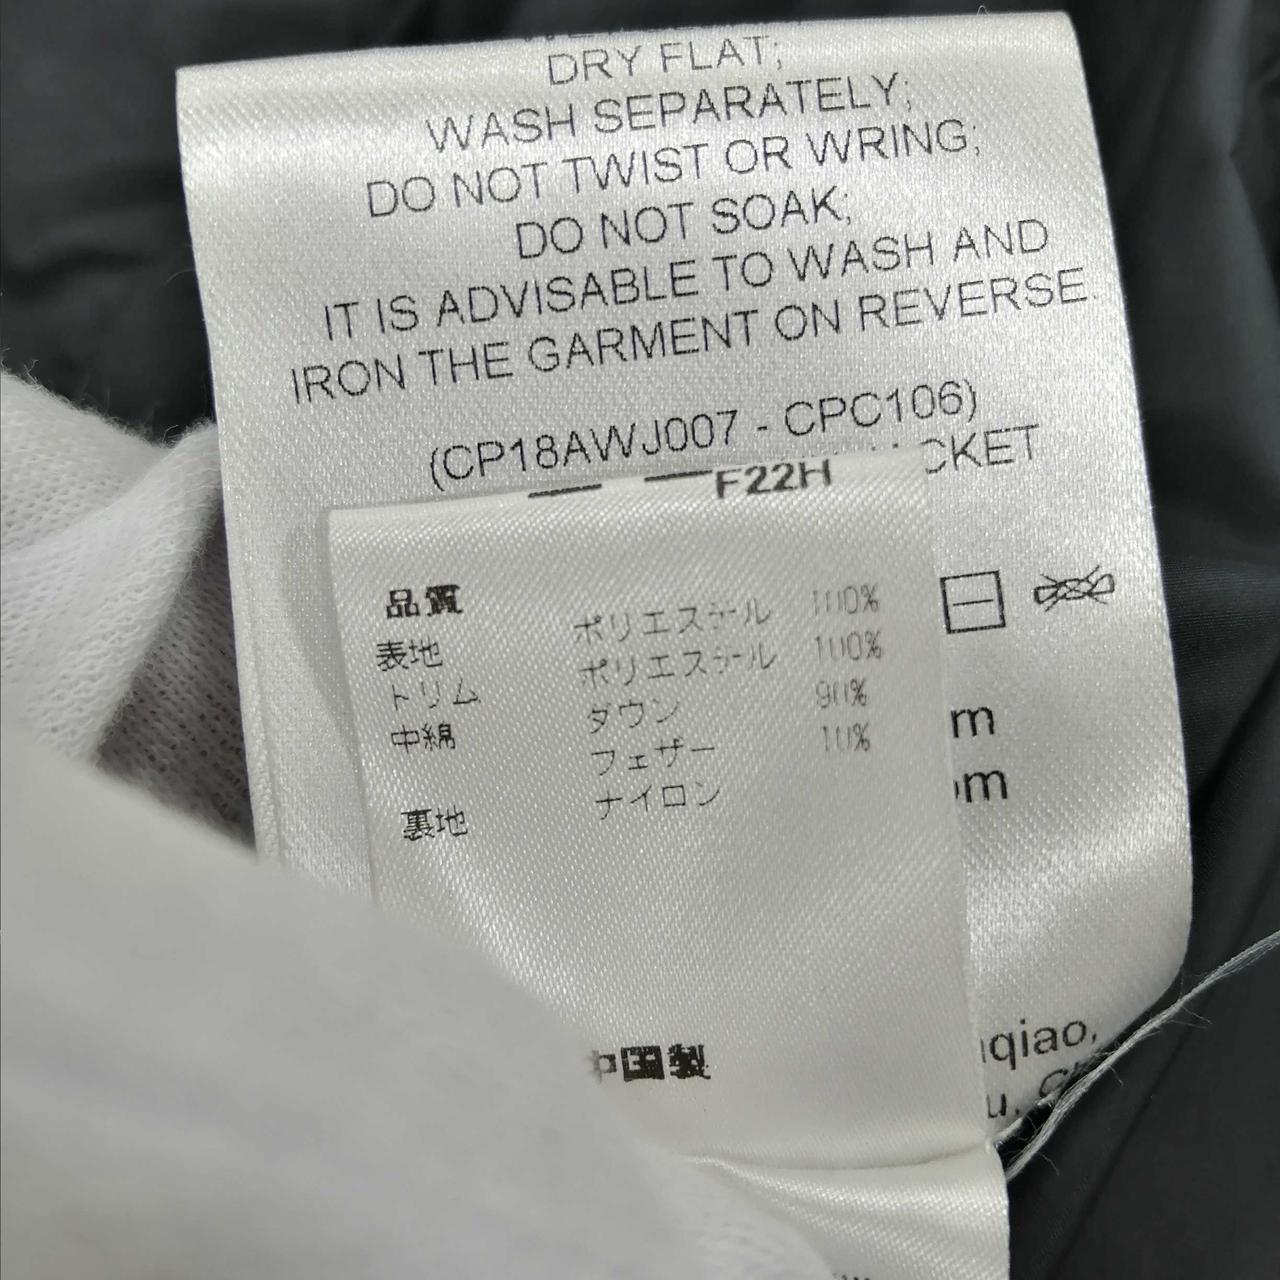 DRY FLAT;
WASH SEPARATELY;
DO NOT TWIST OR WRING;
DO NOT SOAK;
IT IS ADVISABLE TO WASH AND
IRON THE GARMENT ON REVERSE.
(CP18AWJ007 - CPC106)
CKET
F22H
品質
表地 ポリエステル 100%
トリム ポリエステル 100%
中綿 ダウン 90%
フェザー 10%
裏地 ナイロン
中国製
m
m
qiao,
u,